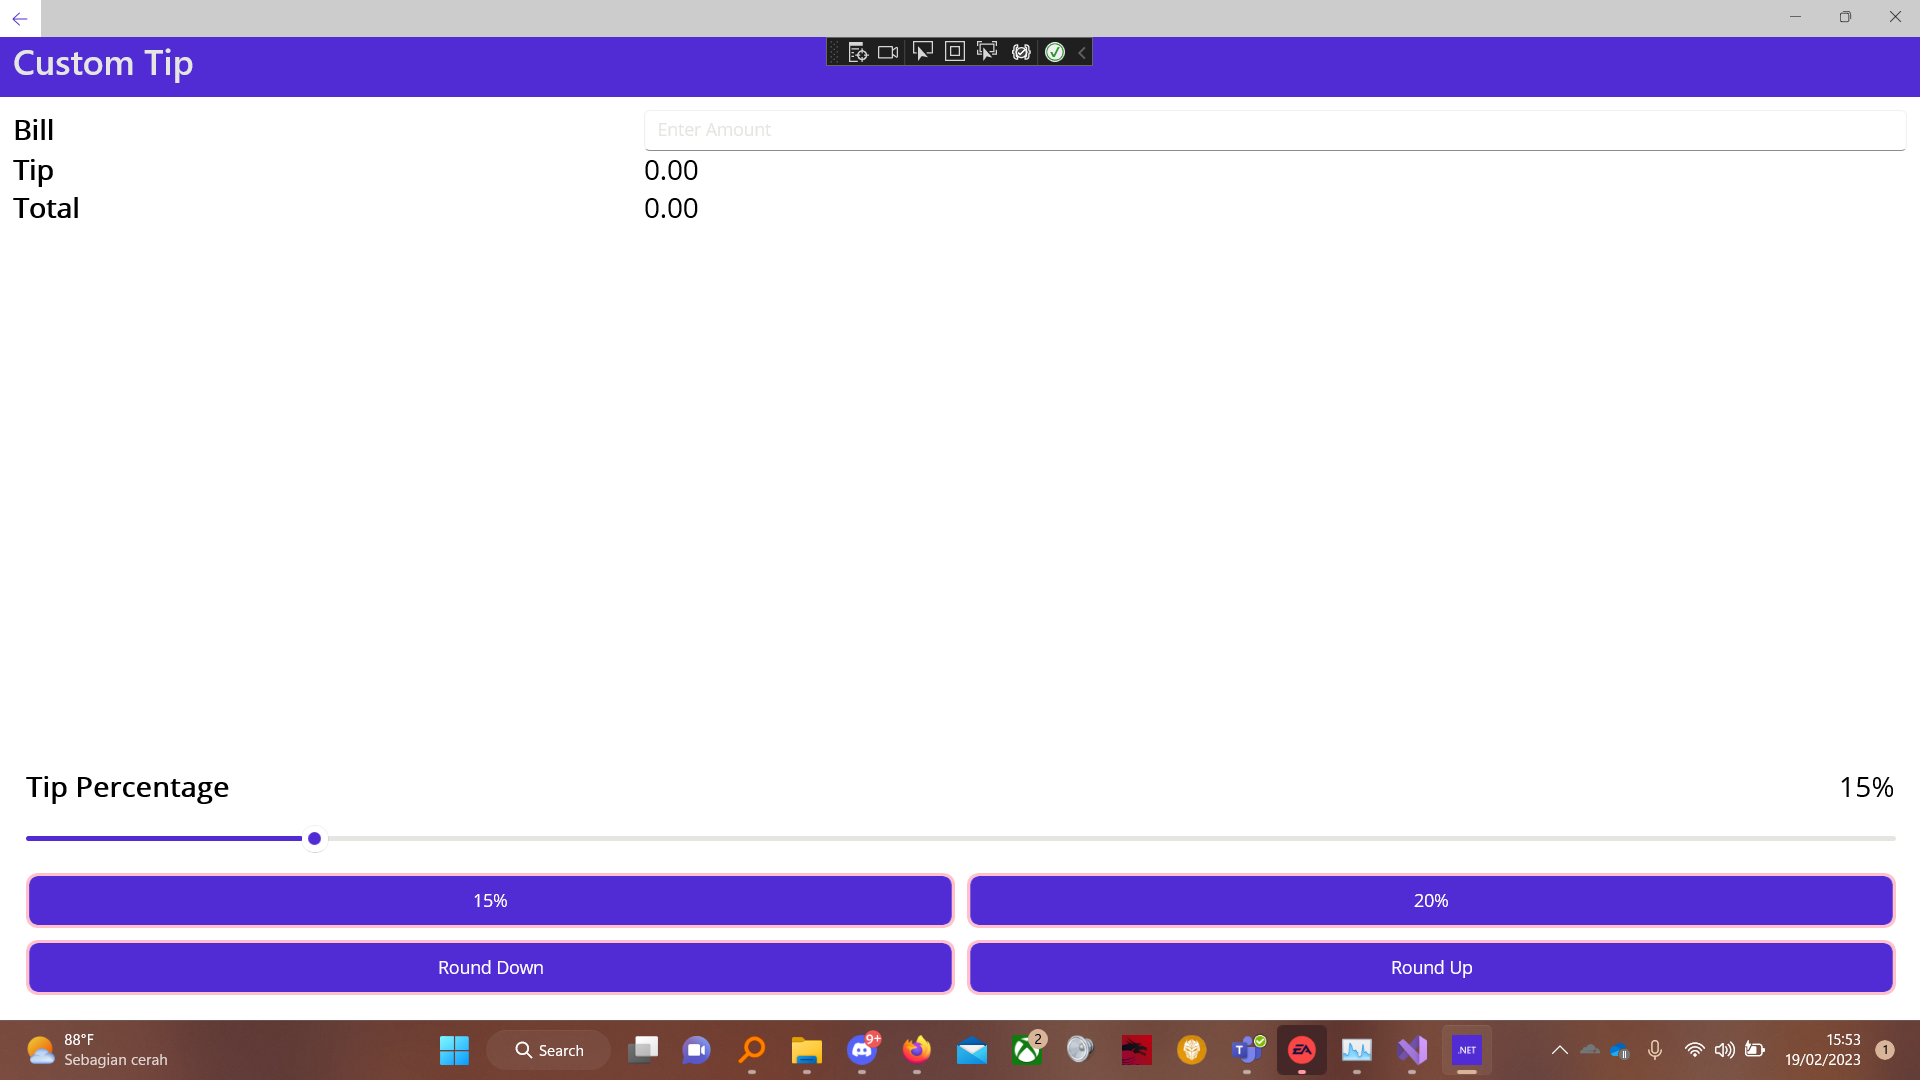 Custom Tip
Bill
Enter Amount
Tip
0.00
Total
0.00
Tip Percentage
15%
15%
20%
Round Down
Round Up
88°F
Sebagian cerah
Search
9+
2
T
EA
.NET
15:53
19/02/2023
1